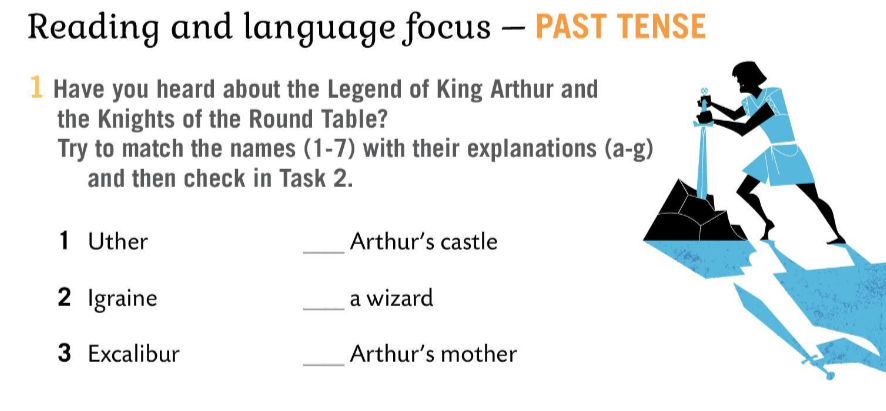 Reading and language focus – PAST TENSE
1 Have you heard about the Legend of King Arthur and
the Knights of the Round Table?
Try to match the names (1-7) with their explanations (a-g)
and then check in Task 2.
1 Uther ____ Arthur's castle
2 Igraine ____ a wizard
3 Excalibur ____ Arthur's mother